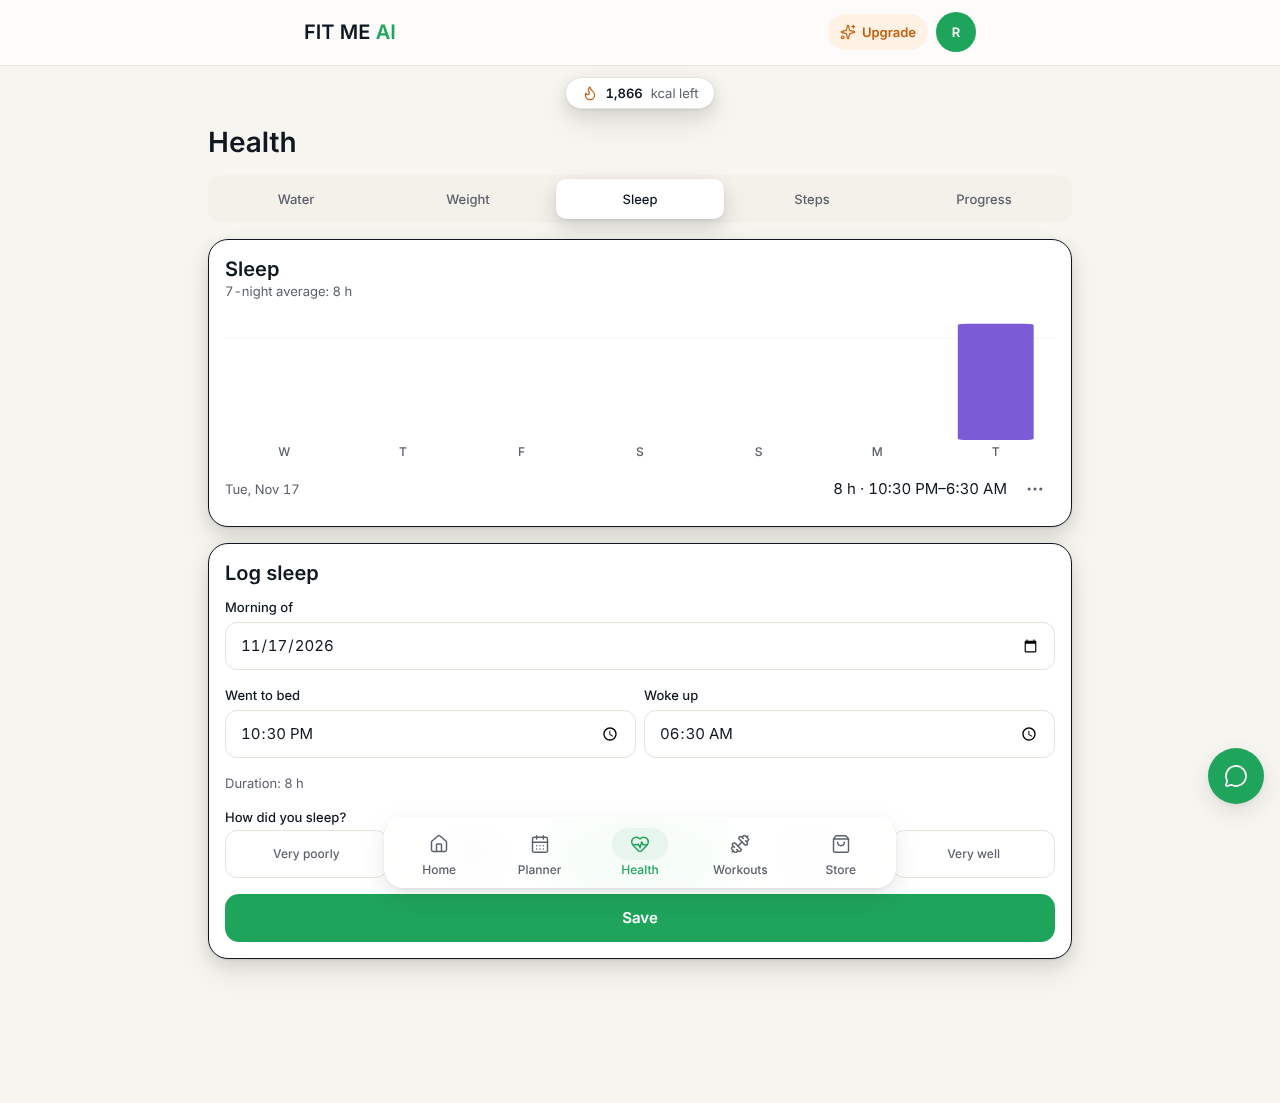 FIT ME AI
Upgrade
R
1,866 kcal left
Health
Water
Weight
Sleep
Steps
Progress
Sleep
7-night average: 8 h
W
T
F
S
S
M
T
Tue, Nov 17
8 h · 10:30 PM–6:30 AM
Log sleep
Morning of
11/17/2026
Went to bed
Woke up
10:30 PM
06:30 AM
Duration: 8 h
How did you sleep?
Very poorly
Very well
Home
Planner
Health
Workouts
Store
Save